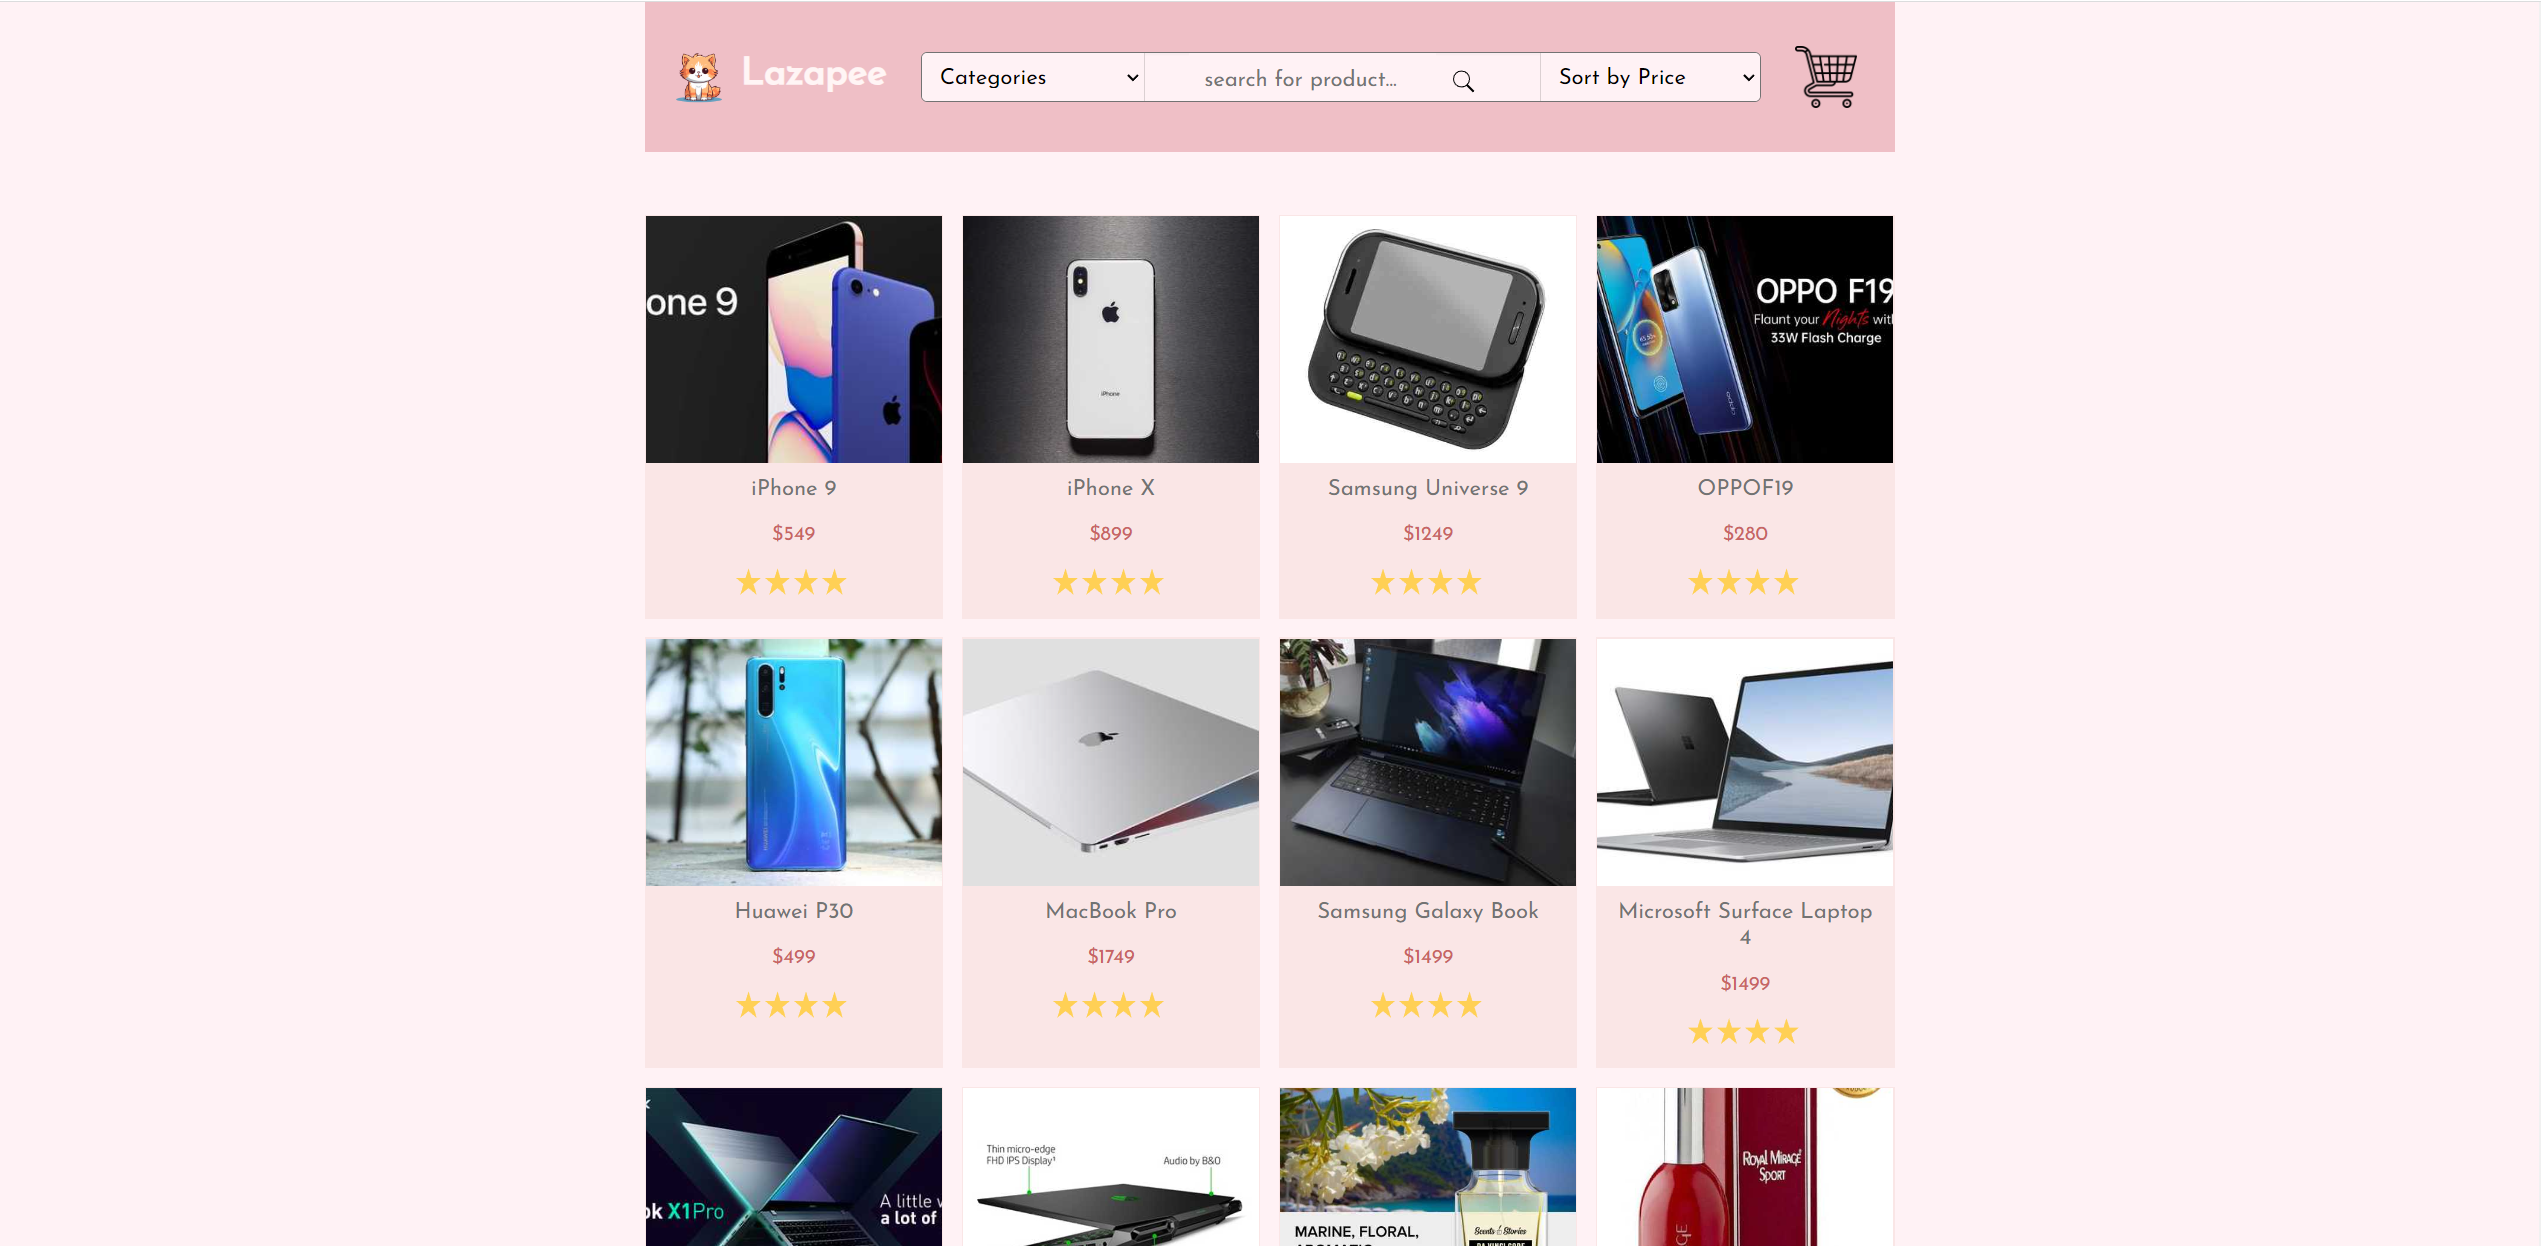 Lazapee
Categories
search for product...
Sort by Price
one 9
iPhone
OPPO F19
Flaunt your Nights with
33W Flash Charge
oppo
iPhone 9
iPhone X
Samsung Universe 9
OPPOF19
$549
$899
$1249
$280
★★★★
★★★★
★★★★
★★★★
Huawei P30
MacBook Pro
Samsung Galaxy Book
Microsoft Surface Laptop
4
$499
$1749
$1499
$1499
★★★★
★★★★
★★★★
★★★★
ok X1Pro
A little
a lot of
Thin micro-edge
FHD IPS Display¹
Audio by B&O
MARINE, FLORAL,
Scents & Stories
ROYAL MIRAGE
SPORT